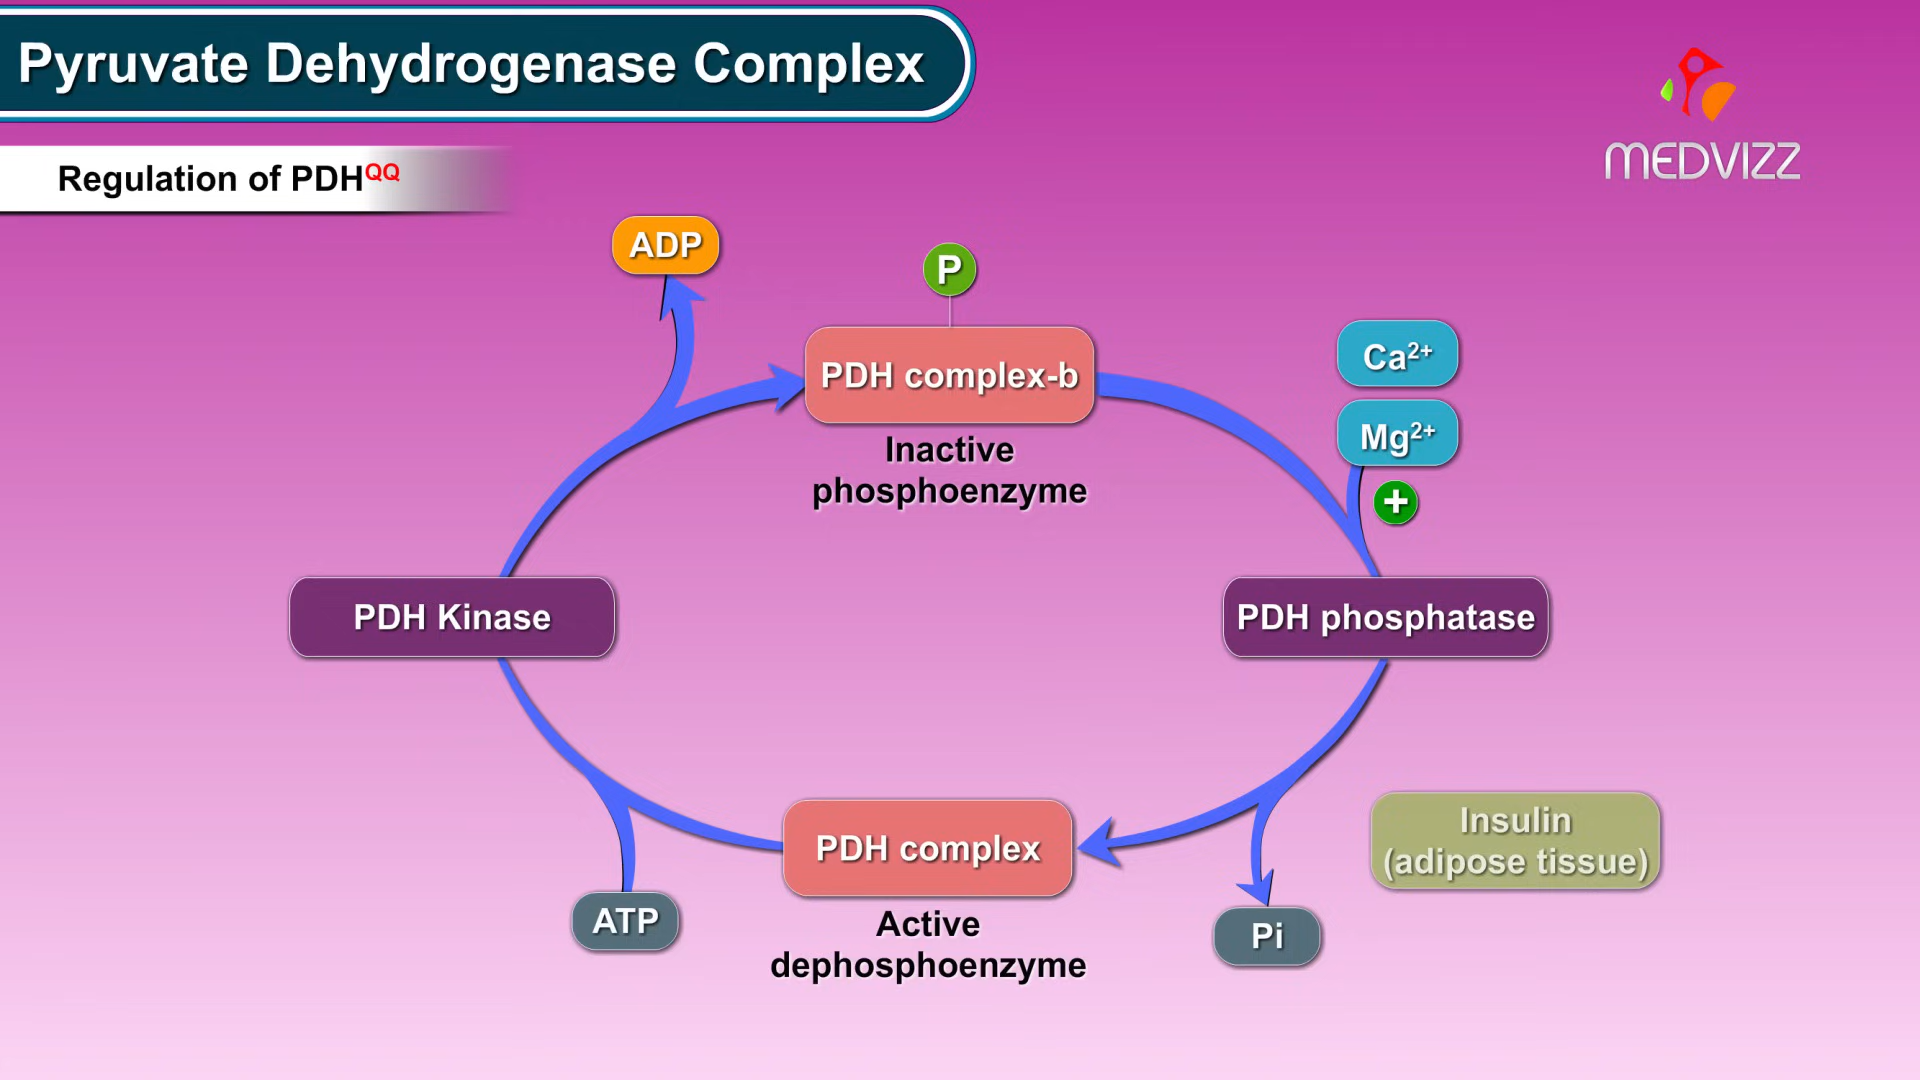 Pyruvate Dehydrogenase Complex
MEDVIZZ
Regulation of PDHQQ
ADP
P
PDH complex-b
Inactive
phosphoenzyme
Ca²⁺
Mg²⁺
+
PDH Kinase
PDH phosphatase
PDH complex
Active
dephosphoenzyme
ATP
Pi
Insulin
(adipose tissue)